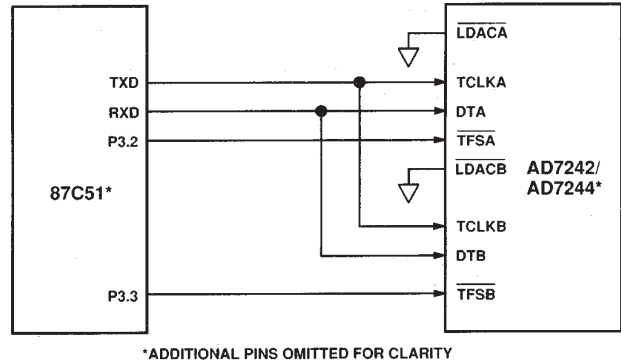 LDACA
TXD
TCLKA
RXD
DTA
P3.2
TFSA
LDACB
AD7242/
AD7244*
87C51*
TCLKB
DTB
P3.3
TFSB
*ADDITIONAL PINS OMITTED FOR CLARITY